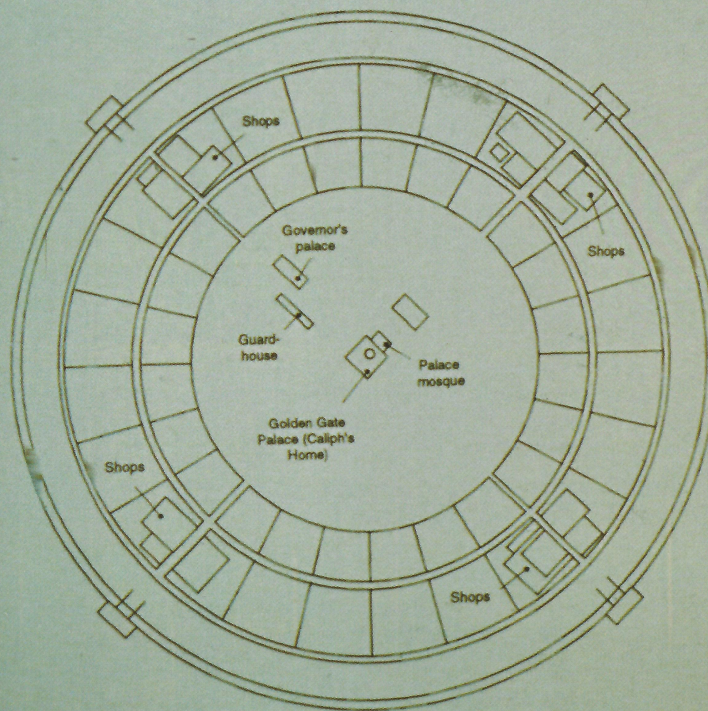 Shops
Governor's
palace
Shops
Guard-
house
Palace
mosque
Golden Gate
Palace (Caliph's
Home)
Shops
Shops